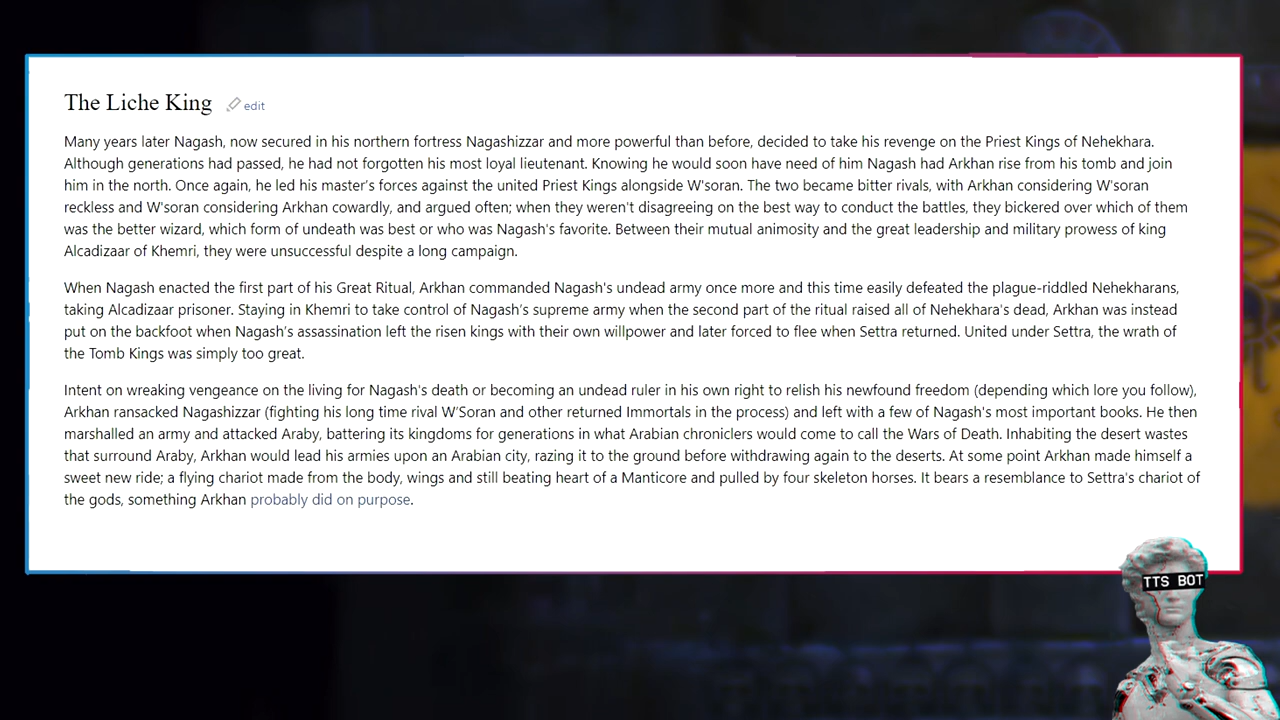 The Liche King edit
Many years later Nagash, now secured in his northern fortress Nagashizzar and more powerful than before, decided to take his revenge on the Priest Kings of Nehekhara.
Although generations had passed, he had not forgotten his most loyal lieutenant. Knowing he would soon have need of him Nagash had Arkhan rise from his tomb and join
him in the north. Once again, he led his master's forces against the united Priest Kings alongside W'soran. The two became bitter rivals, with Arkhan considering W'soran
reckless and W'soran considering Arkhan cowardly, and argued often; when they weren't disagreeing on the best way to conduct the battles, they bickered over which of them
was the better wizard, which form of undeath was best or who was Nagash's favorite. Between their mutual animosity and the great leadership and military prowess of king
Alcadizaar of Khemri, they were unsuccessful despite a long campaign.
When Nagash enacted the first part of his Great Ritual, Arkhan commanded Nagash's undead army once more and this time easily defeated the plague-riddled Nehekharans,
taking Alcadizaar prisoner. Staying in Khemri to take control of Nagash's supreme army when the second part of the ritual raised all of Nehekhara's dead, Arkhan was instead
put on the backfoot when Nagash's assassination left the risen kings with their own willpower and later forced to flee when Settra returned. United under Settra, the wrath of
the Tomb Kings was simply too great.
Intent on wreaking vengeance on the living for Nagash's death or becoming an undead ruler in his own right to relish his newfound freedom (depending which lore you follow),
Arkhan ransacked Nagashizzar (fighting his long time rival W'Soran and other returned Immortals in the process) and left with a few of Nagash's most important books. He then
marshalled an army and attacked Araby, battering its kingdoms for generations in what Arabian chroniclers would come to call the Wars of Death. Inhabiting the desert wastes
that surround Araby, Arkhan would lead his armies upon an Arabian city, razing it to the ground before withdrawing again to the deserts. At some point Arkhan made himself a
sweet new ride; a flying chariot made from the body, wings and still beating heart of a Manticore and pulled by four skeleton horses. It bears a resemblance to Settra's chariot of
the gods, something Arkhan probably did on purpose.
TTS BOT